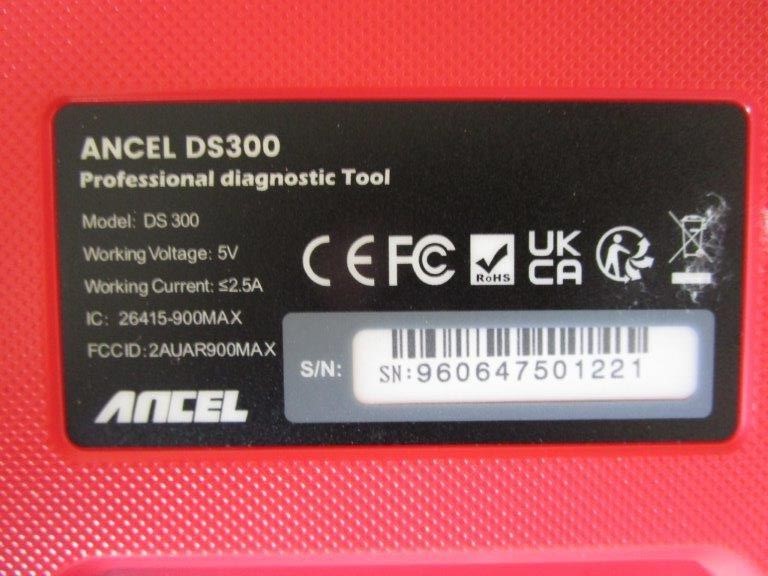 ANCEL DS300
Professional diagnostic Tool
Model: DS 300
Working Voltage: 5V
Working Current: ≤2.5A
IC: 26415-900MAX
FCCID:2AUAR900MAX
CE FC RoHS UK CA
S/N:
SN:960647501221
ANCEL